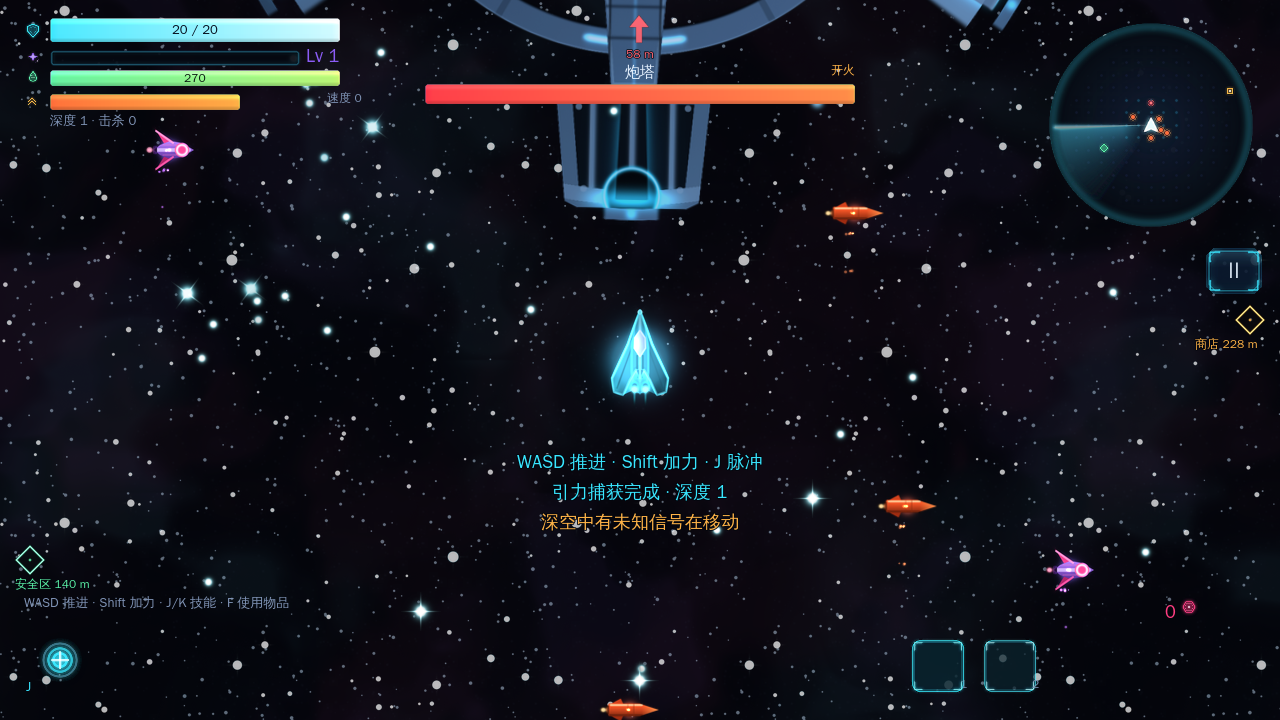 20 / 20
Lv 1
270
速度 0
深度 1 · 击杀 0
58 m
炮塔
开火
商店 228 m
WASD 推进 · Shift 加力 · J 脉冲
引力捕获完成 · 深度 1
深空中有未知信号在移动
安全区 140 m
WASD 推进 · Shift 加力 · J/K 技能 · F 使用物品
0
J